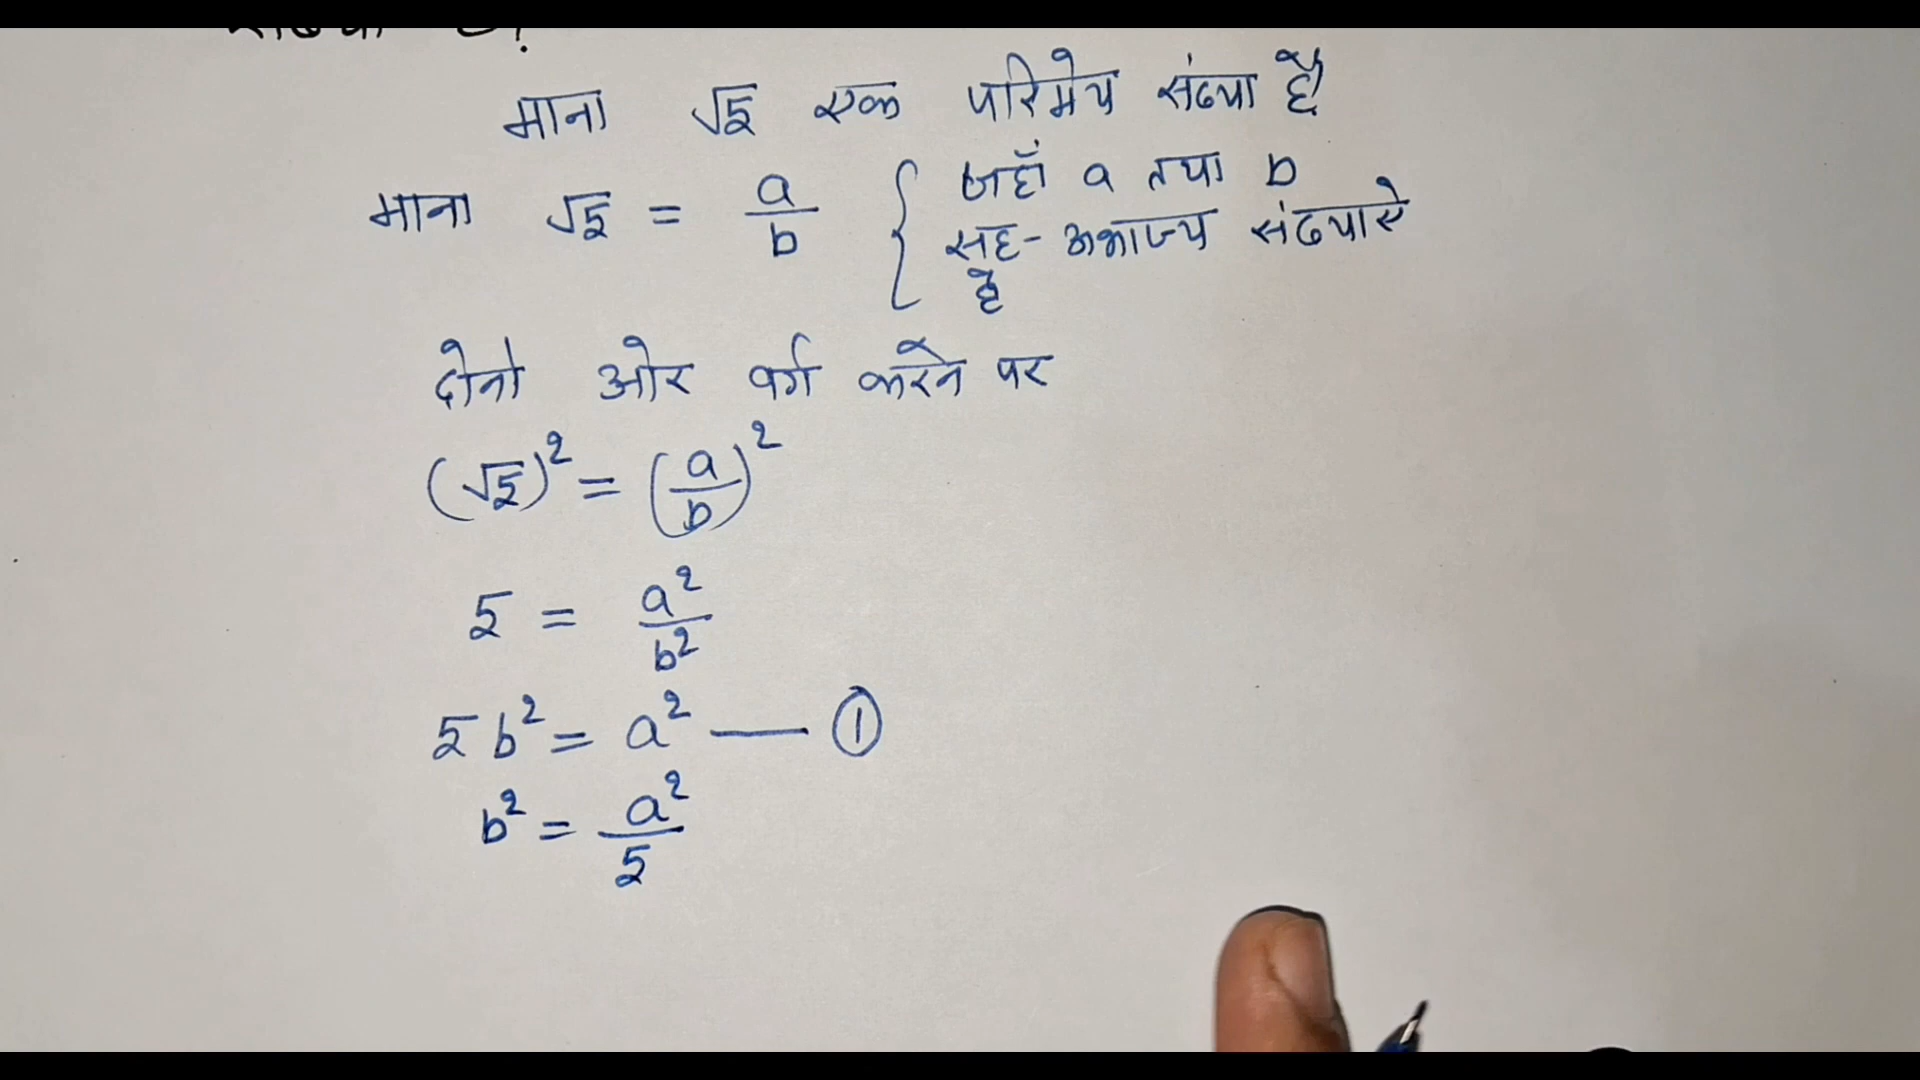 माना √5 एक परिमेय संख्या है
माना √5 = a/b { जहाँ a तथा b
सह-अभाज्य संख्याऐ
है
दोनो ओर वर्ग करने पर
(√5)² = (a/b)²
5 = a²/b²
5b² = a² — ①
b² = a²/5